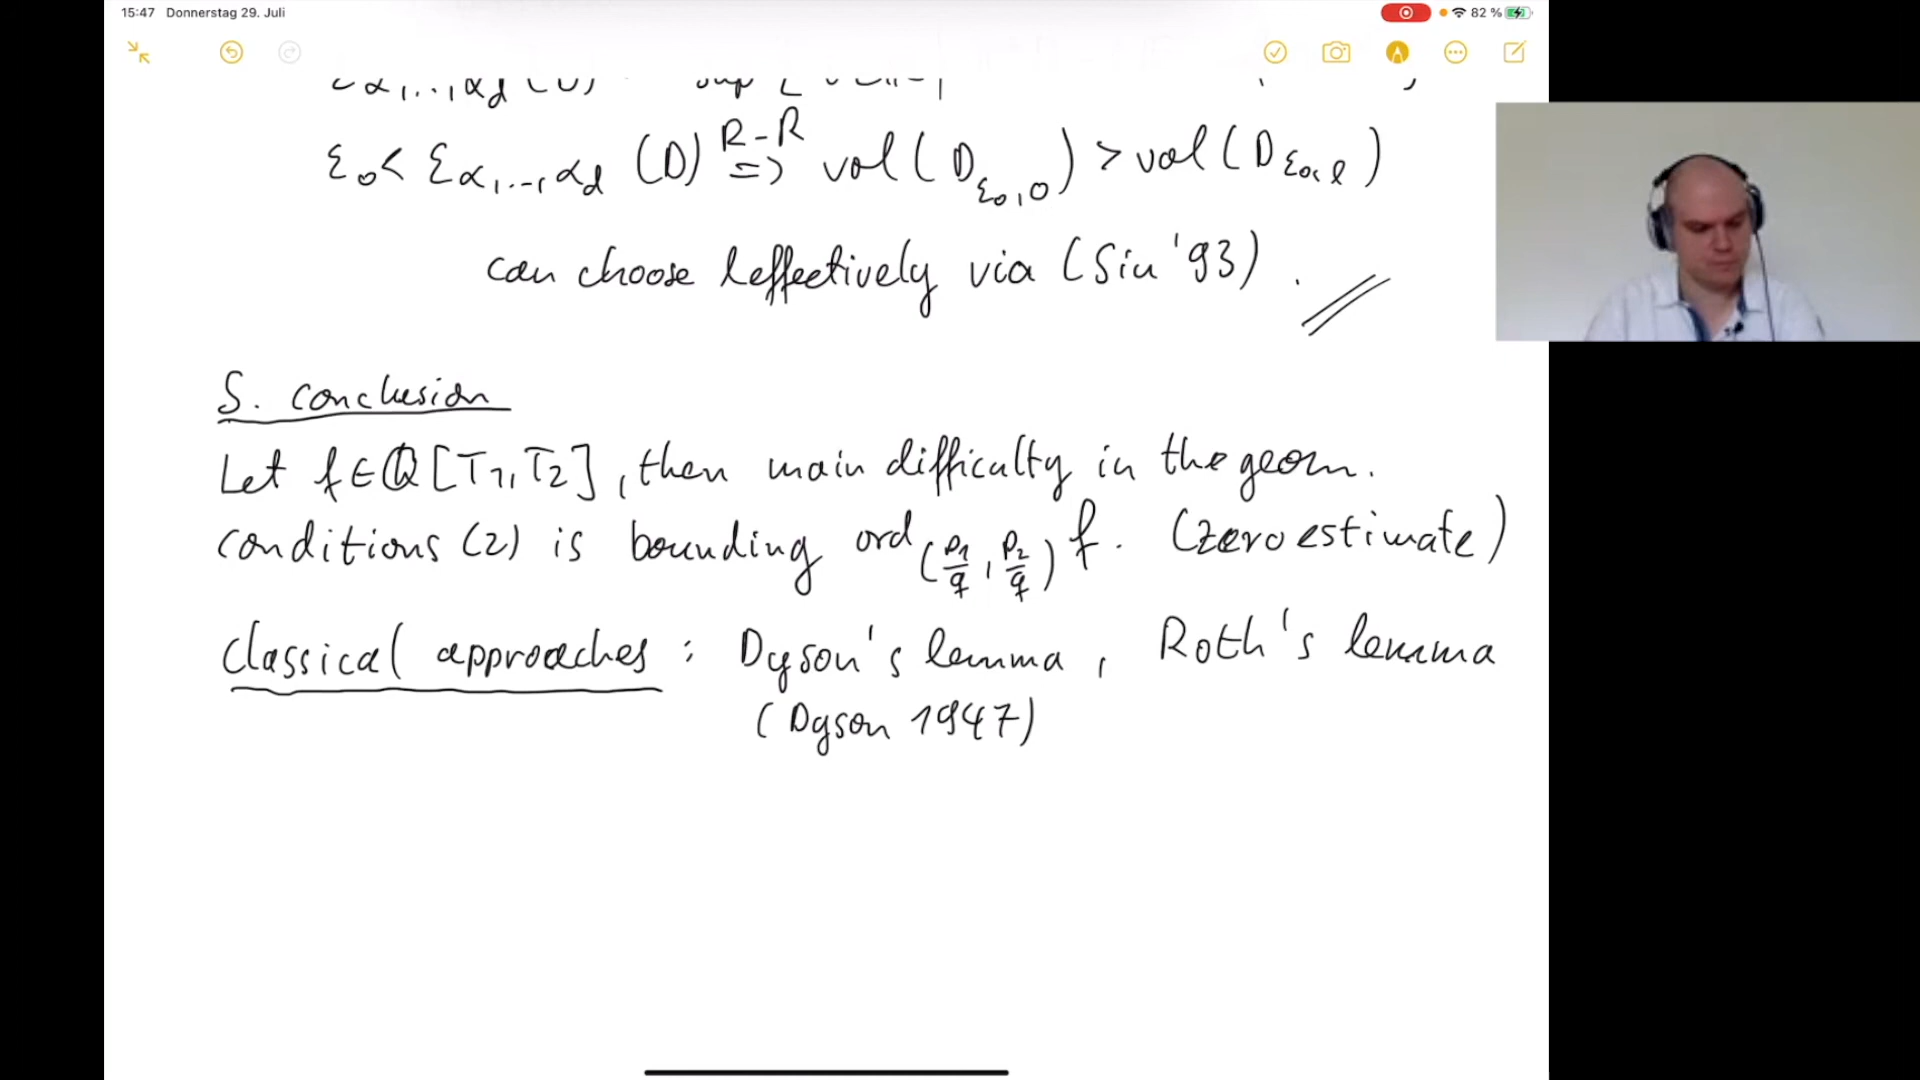 15:47 Donnerstag 29. Juli
82 %
ε₀ < ε_{α₁,...,α_d} (D) R-R ⇒ vol(D_{ε₀,0}) > vol(D_{ε₀,ℓ})
can choose ℓ effectively via (Siu '93).
5. conclusion
Let f ∈ Q[T₁,T₂], then main difficulty in the geom.
conditions (2) is bounding ord_{(p₁/q, p₂/q)} f. (zero estimate)
Classical approaches: Dyson's lemma, Roth's lemma
(Dyson 1947)